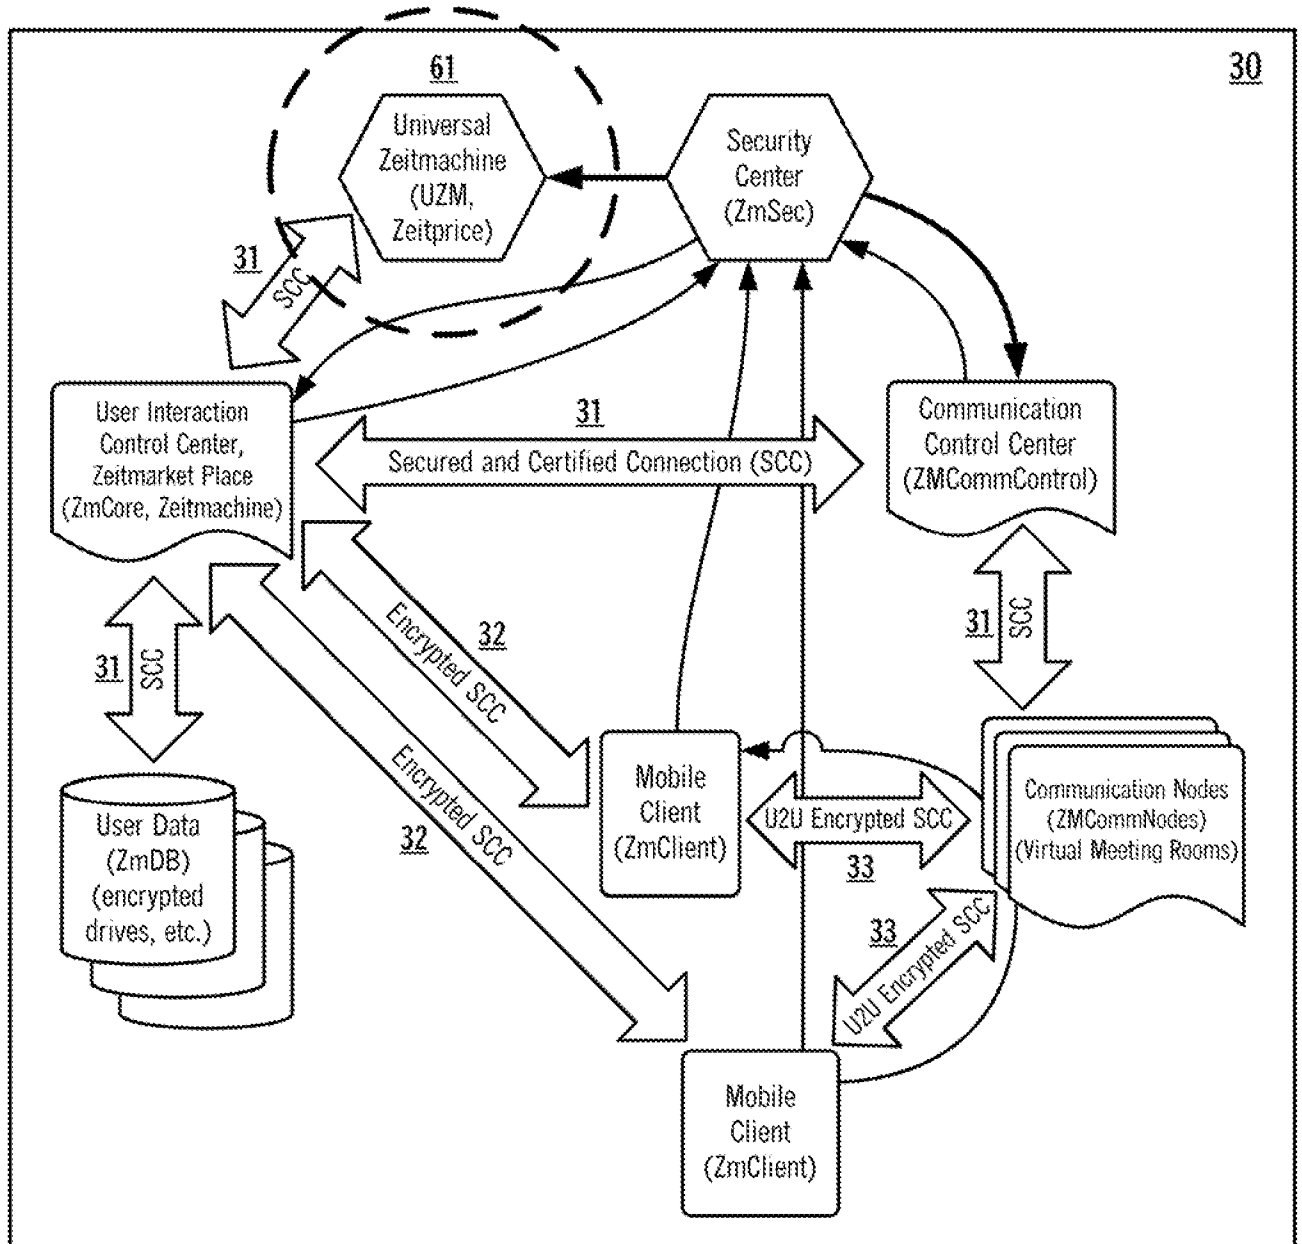 30
61
Universal
Zeitmachine
(UZM,
Zeitprice)
Security
Center
(ZmSec)
31
SCC
User Interaction
Control Center,
Zeitmarket Place
(ZmCore, Zeitmachine)
31
Secured and Certified Connection (SCC)
Communication
Control Center
(ZMCommControl)
31
SCC
32
Encrypted SCC
31
SCC
32
Encrypted SCC
User Data
(ZmDB)
(encrypted
drives, etc.)
Mobile
Client
(ZmClient)
U2U Encrypted SCC
33
Communication Nodes
(ZMCommNodes)
(Virtual Meeting Rooms)
33
U2U Encrypted SCC
Mobile
Client
(ZmClient)